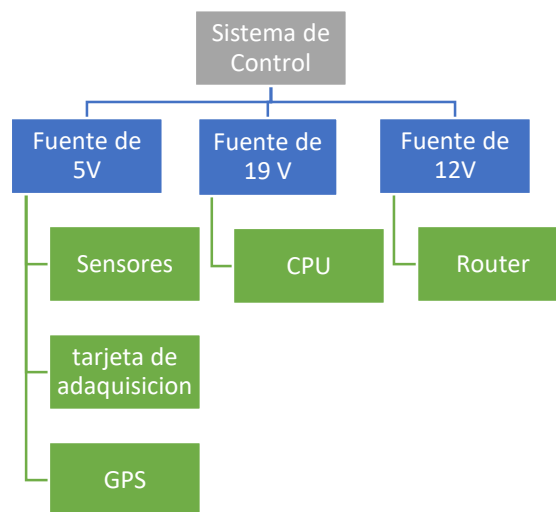 Sistema de
Control
Fuente de
5V
Fuente de
19 V
Fuente de
12V
Sensores
CPU
Router
tarjeta de
adaquisicion
GPS